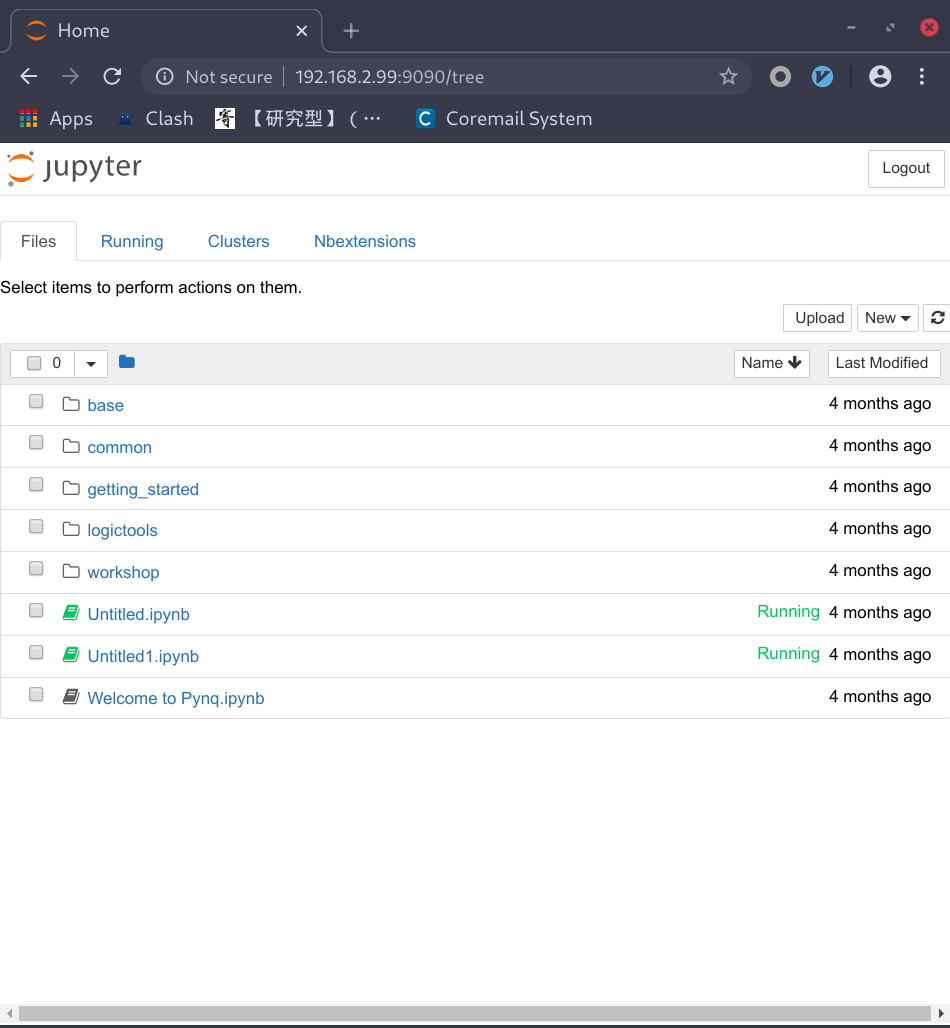 Home
Not secure 192.168.2.99:9090/tree
Apps Clash 【研究型】 (⋯ Coremail System
jupyter Logout
Files Running Clusters Nbextensions
Select items to perform actions on them.
Upload New
0 Name Last Modified
base 4 months ago
common 4 months ago
getting_started 4 months ago
logictools 4 months ago
workshop 4 months ago
Untitled.ipynb Running 4 months ago
Untitled1.ipynb Running 4 months ago
Welcome to Pynq.ipynb 4 months ago